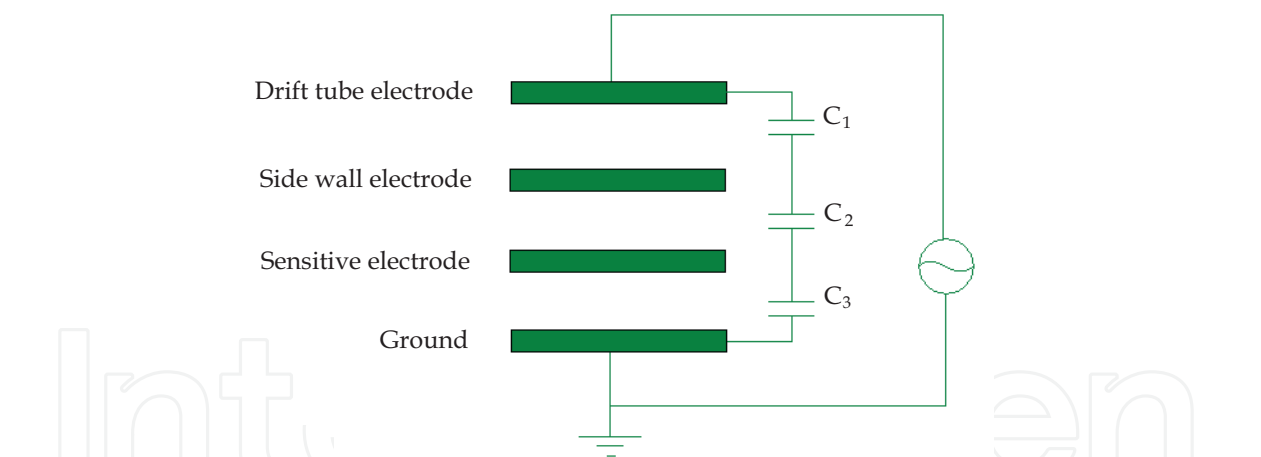 Drift tube electrode
C₁
Side wall electrode
C₂
Sensitive electrode
C₃
Ground